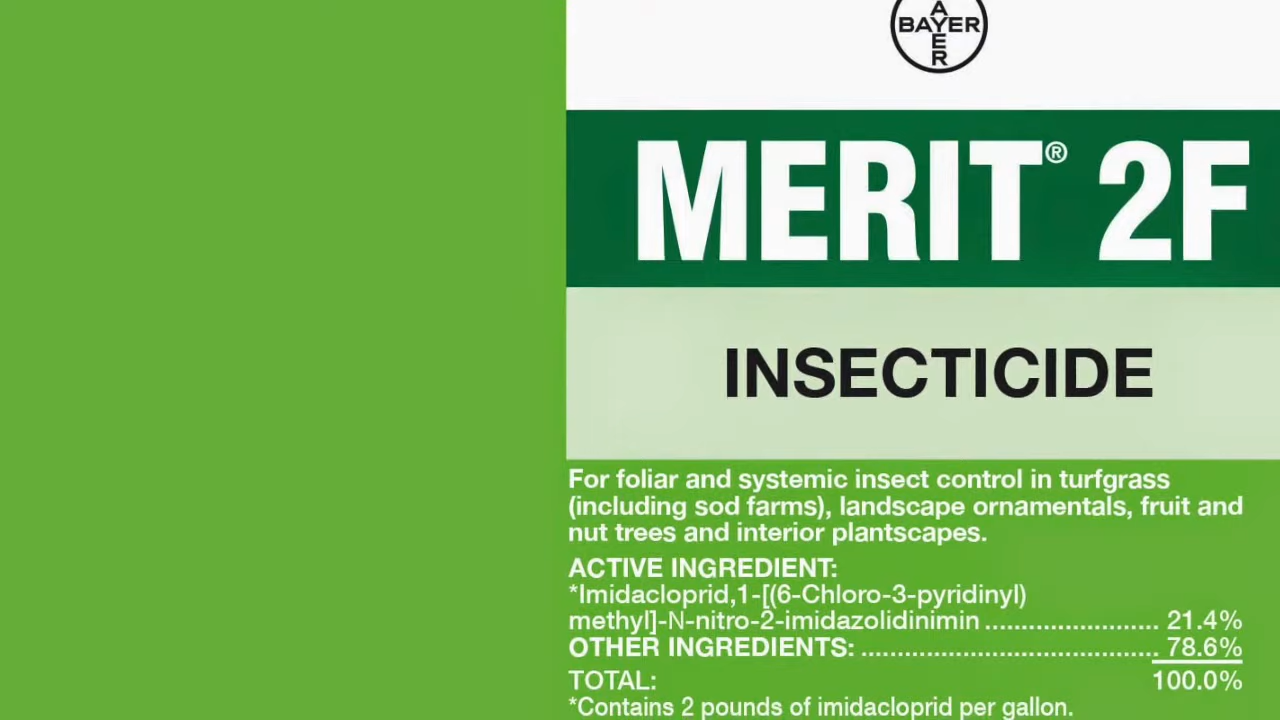 BAYER
BAYER
MERIT® 2F
INSECTICIDE
For foliar and systemic insect control in turfgrass
(including sod farms), landscape ornamentals, fruit and
nut trees and interior plantscapes.
ACTIVE INGREDIENT:
*Imidacloprid,1-[(6-Chloro-3-pyridinyl)
methyl]-N-nitro-2-imidazolidinimin ........................ 21.4%
OTHER INGREDIENTS: ......................................... 78.6%
TOTAL: 100.0%
*Contains 2 pounds of imidacloprid per gallon.